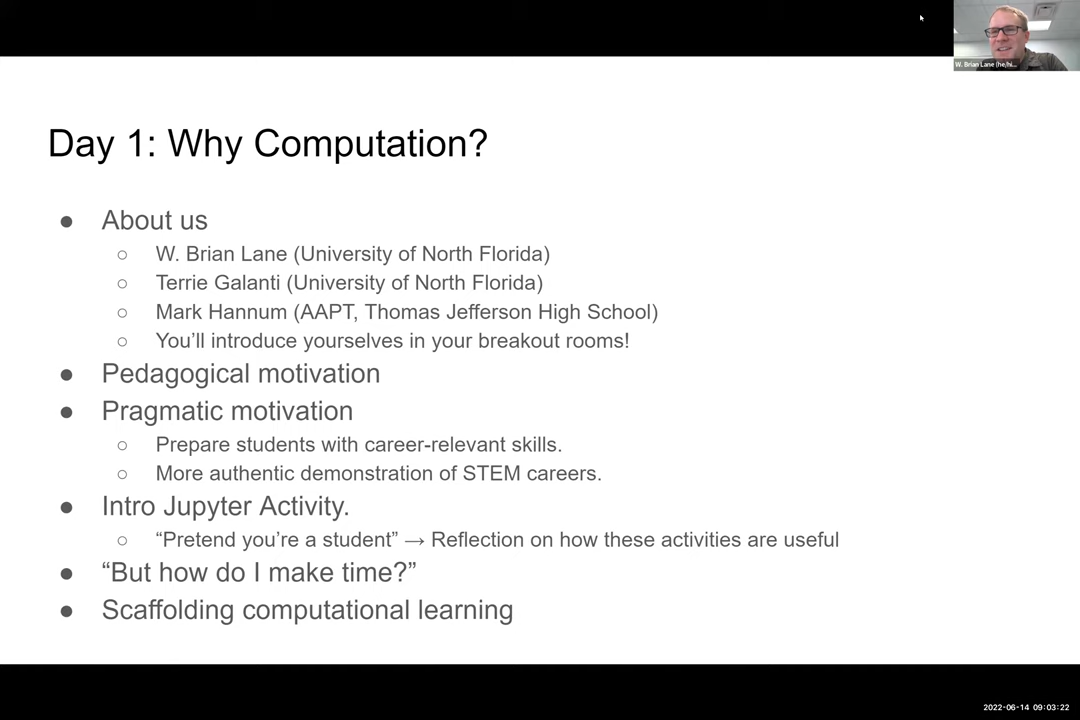 W. Brian Lane (he/hi...
Day 1: Why Computation?
● About us
○ W. Brian Lane (University of North Florida)
○ Terrie Galanti (University of North Florida)
○ Mark Hannum (AAPT, Thomas Jefferson High School)
○ You’ll introduce yourselves in your breakout rooms!
● Pedagogical motivation
● Pragmatic motivation
○ Prepare students with career-relevant skills.
○ More authentic demonstration of STEM careers.
● Intro Jupyter Activity.
○ “Pretend you’re a student” → Reflection on how these activities are useful
● “But how do I make time?”
● Scaffolding computational learning
2022-06-14 09:03:22